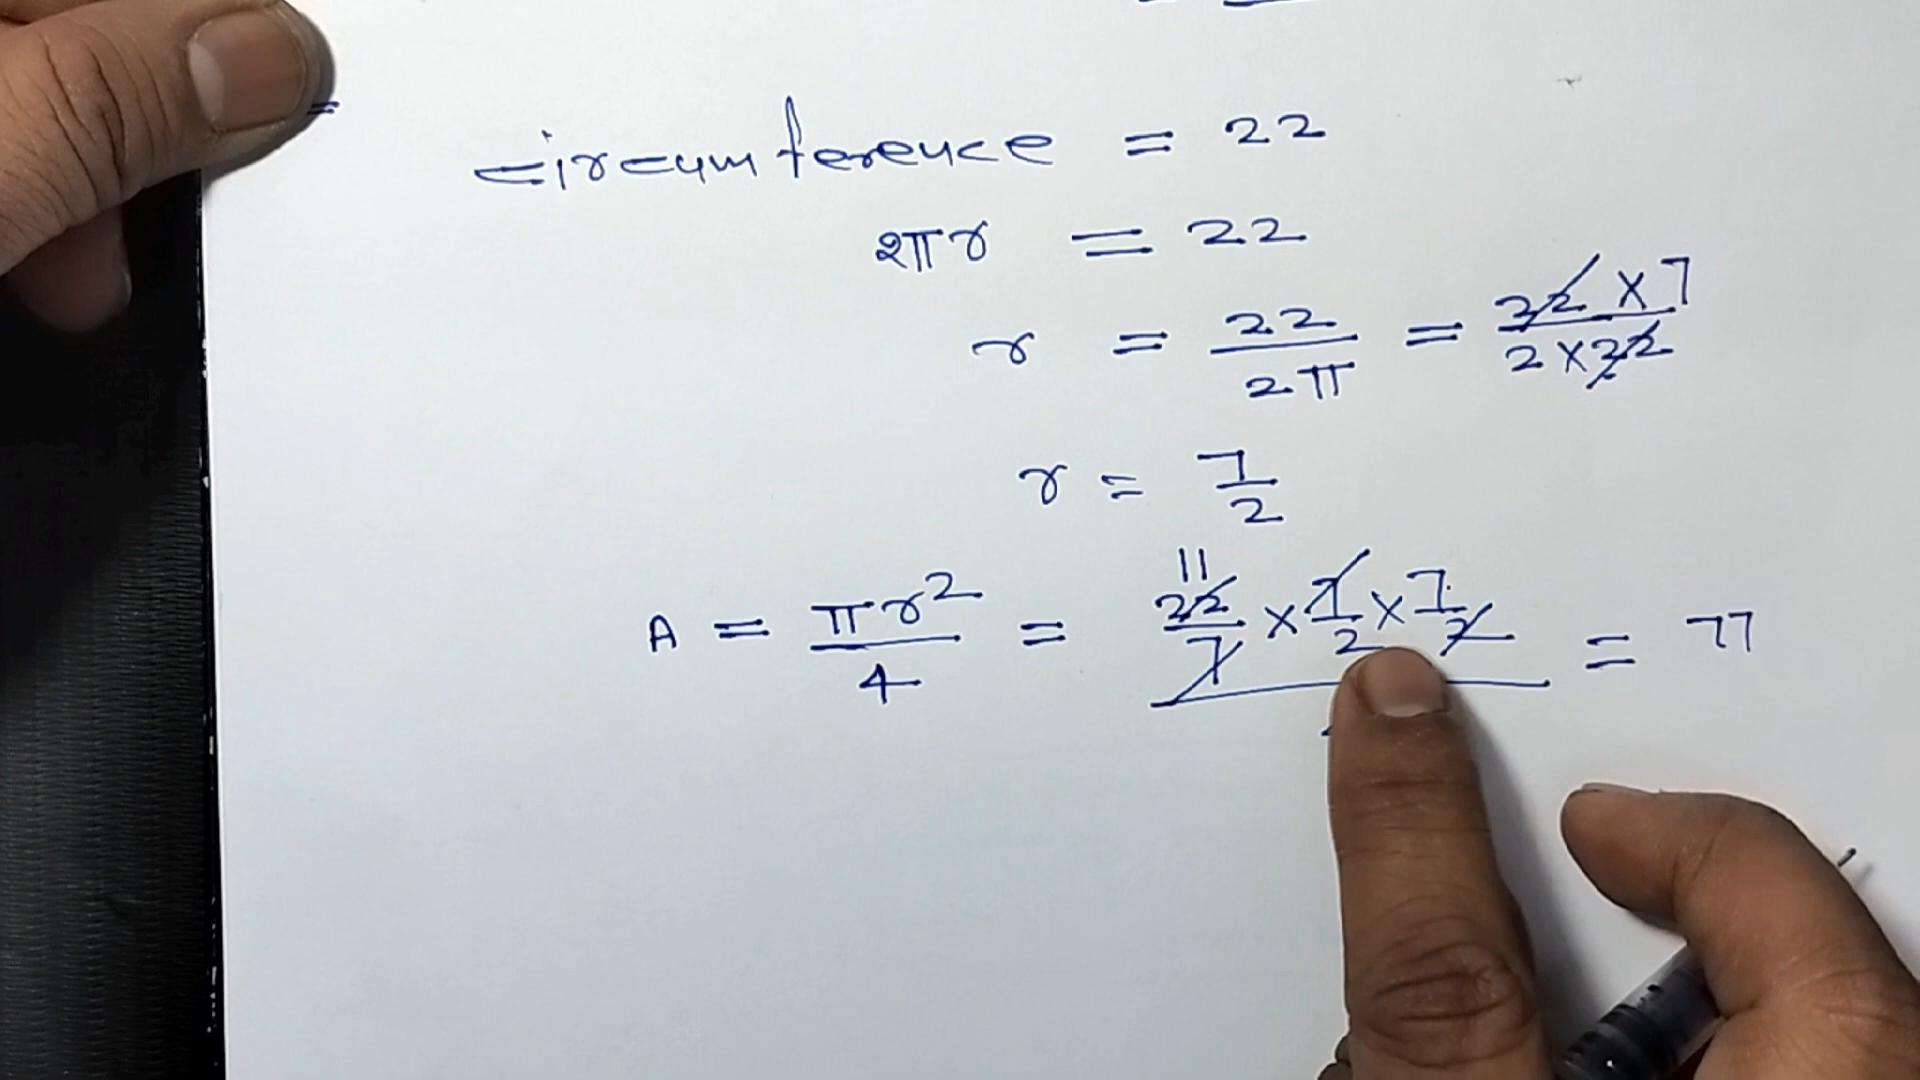 circumference = 22
2πr = 22
r = 22/2π = 22 × 7/2 × 22
r = 7/2
A = πr²/4 = 11 22/7 × 7/2 × 7/2 = 77